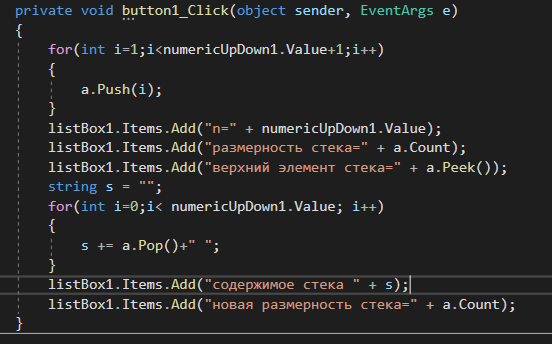 private void button1_Click(object sender, EventArgs e)
{
for(int i=1;i<numericUpDown1.Value+1;i++)
{
a.Push(i);
}
listBox1.Items.Add("n=" + numericUpDown1.Value);
listBox1.Items.Add("размерность стека=" + a.Count);
listBox1.Items.Add("верхний элемент стека=" + a.Peek());
string s = "";
for(int i=0;i< numericUpDown1.Value; i++)
{
s += a.Pop()+" ";
}
listBox1.Items.Add("содержимое стека " + s);
listBox1.Items.Add("новая размерность стека=" + a.Count);
}